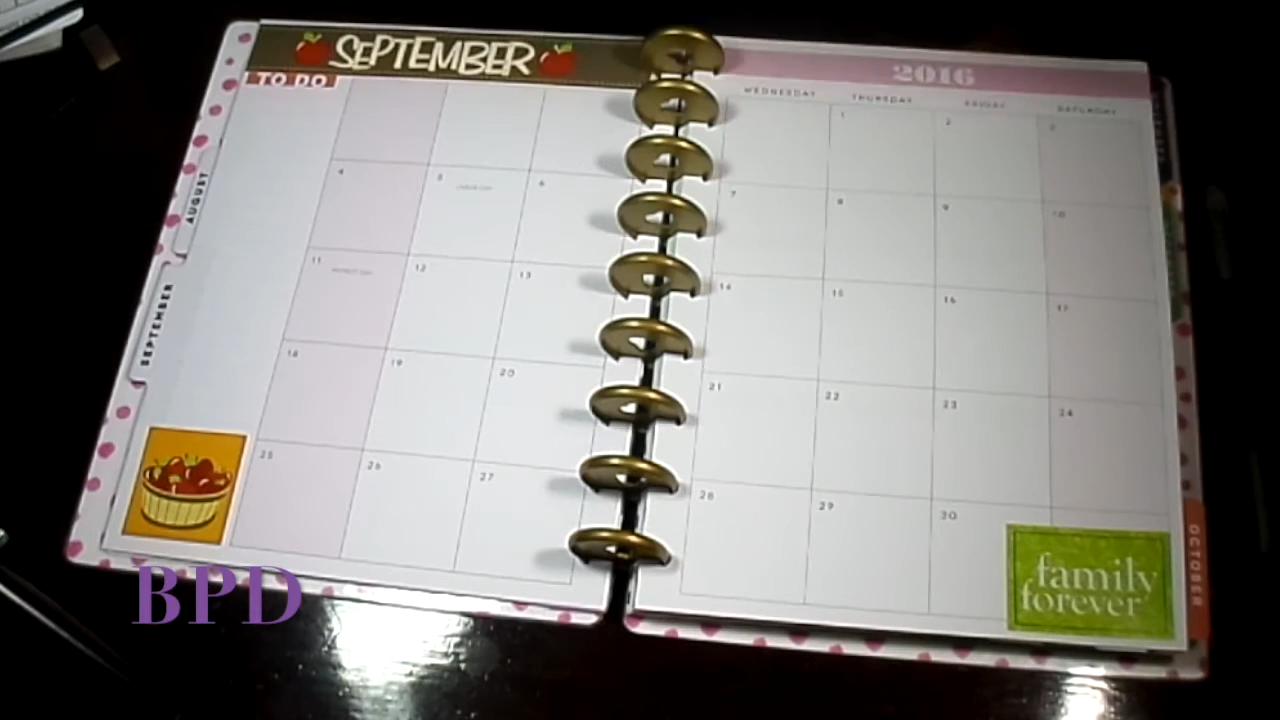 SEPTEMBER
2016
TO DO
WEDNESDAY THURSDAY FRIDAY SATURDAY
1 2 3
4 5 LABOR DAY 6 7 8 9 10
11 12 13 14 15 16 17
18 19 20 21 22 23 24
25 26 27 28 29 30
AUGUST
SEPTEMBER
OCTOBER
family
forever
BPD